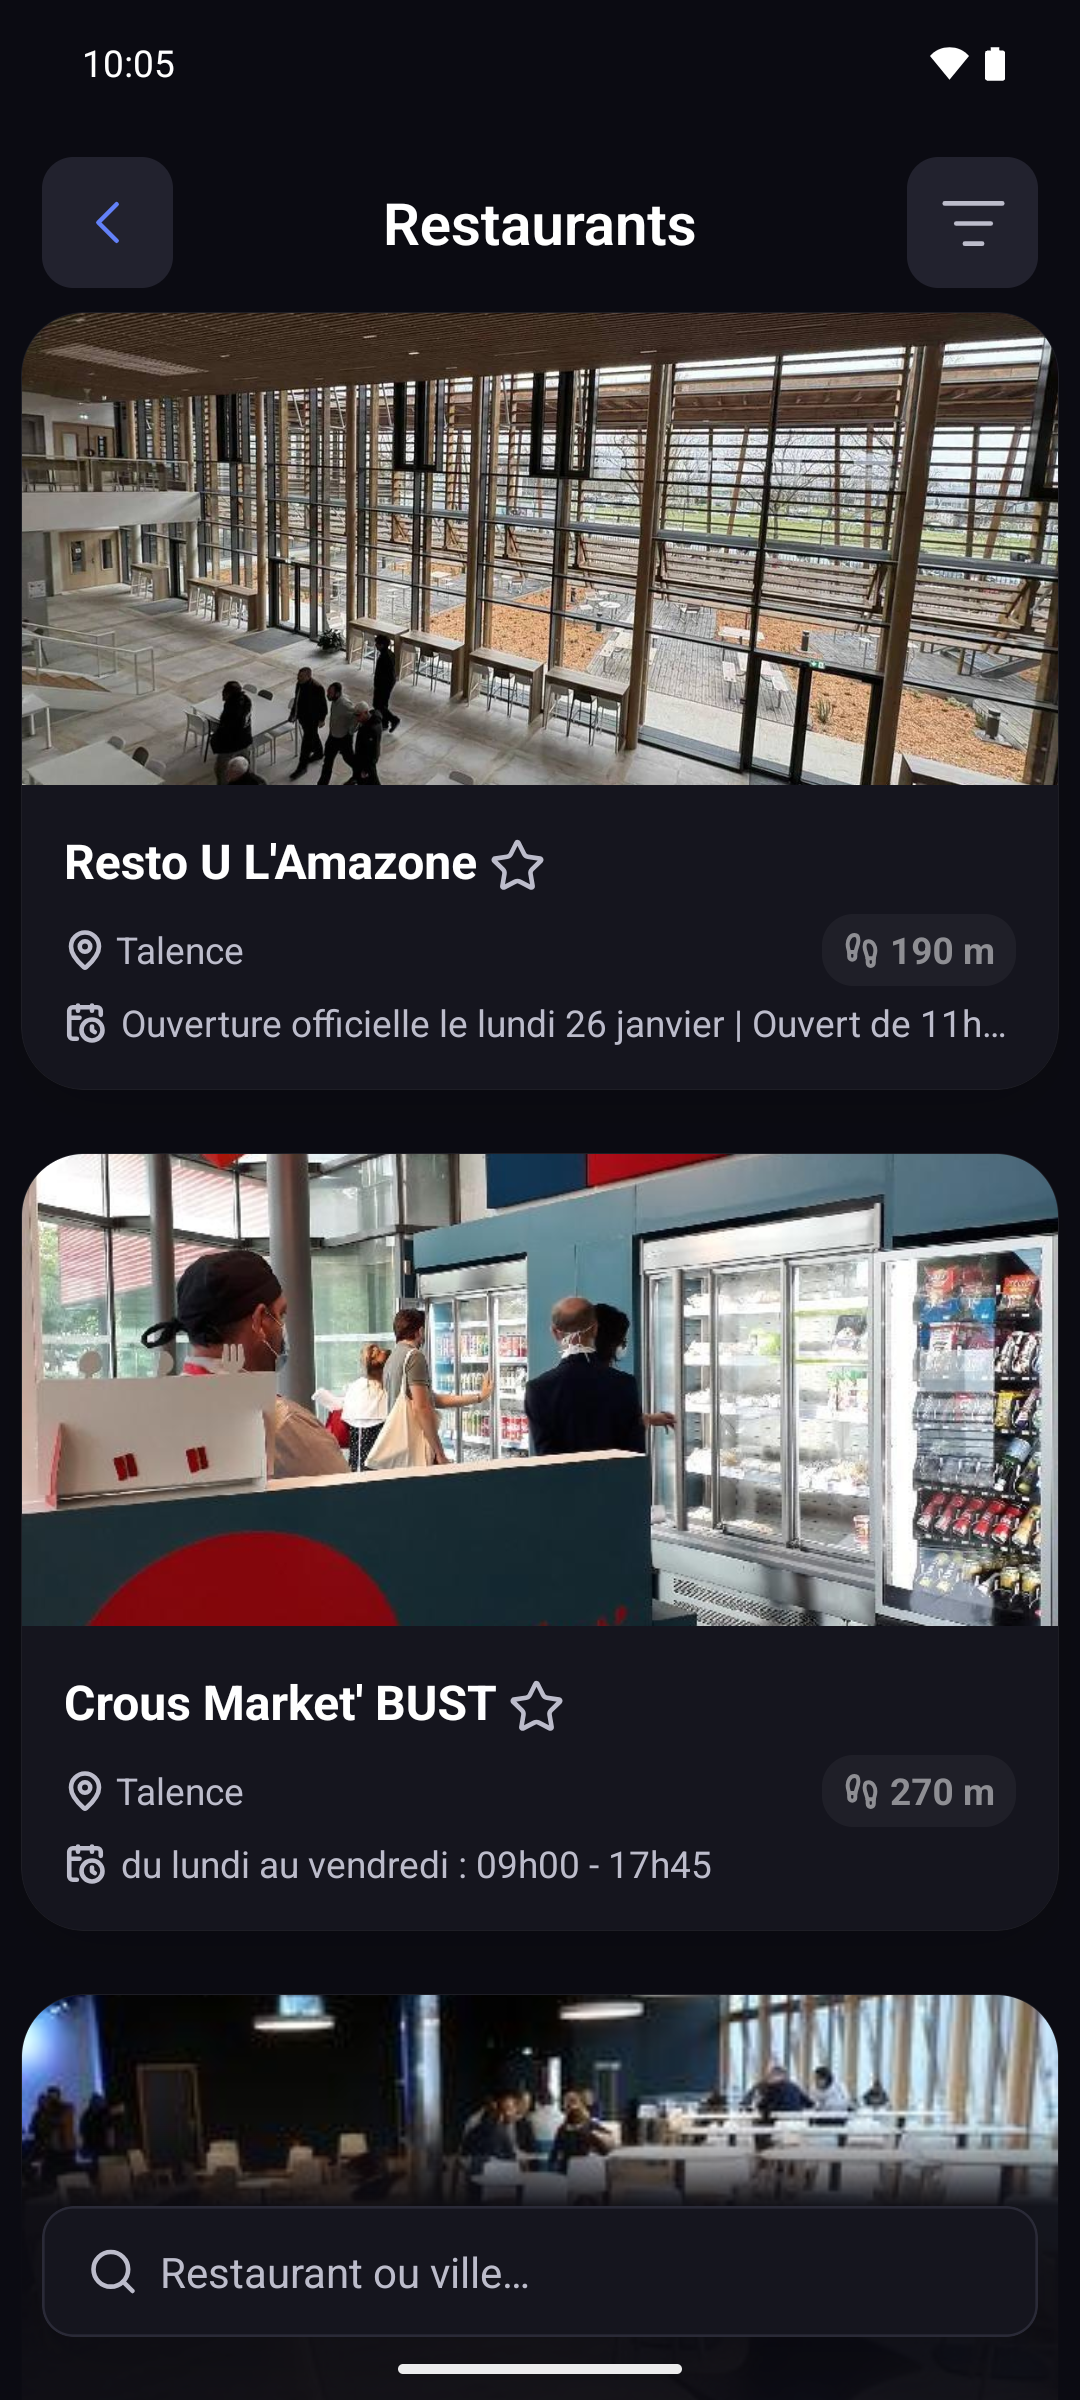 10:05
Restaurants
Resto U L'Amazone
Talence
190 m
Ouverture officielle le lundi 26 janvier | Ouvert de 11h…
Crous Market' BUST
Talence
270 m
du lundi au vendredi : 09h00 - 17h45
Restaurant ou ville…